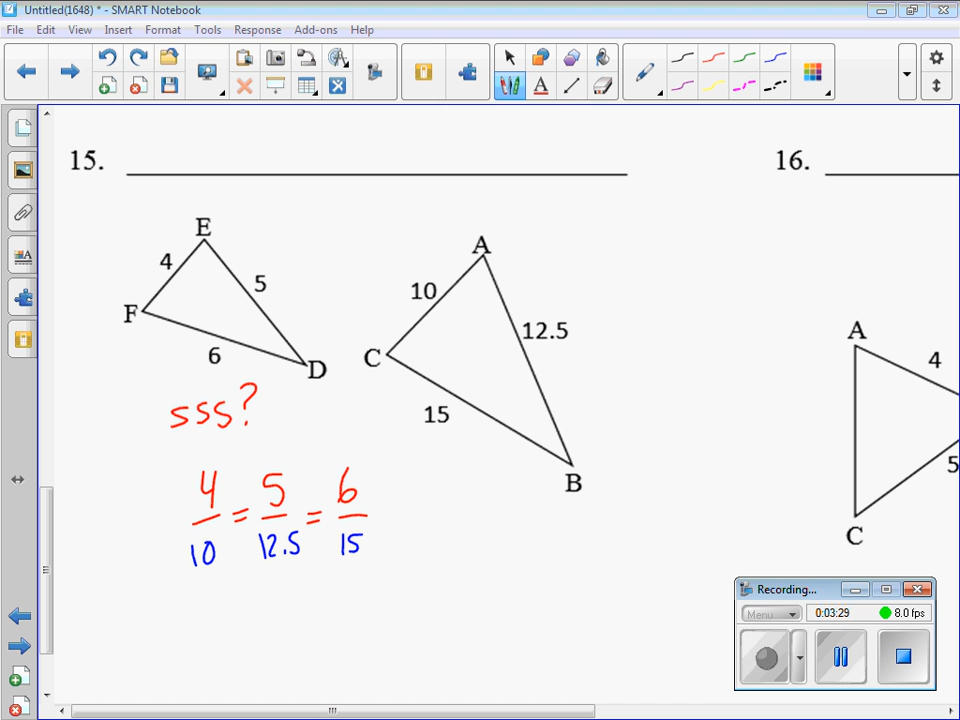 Untitled(1648) * - SMART Notebook
File Edit View Insert Format Tools Response Add-ons Help
15.
16.
E
4
5
F
6
D
A
10
12.5
C
15
B
A
4
5
C
sss?
4/10 = 5/12.5 = 6/15
Recording...
Menu
0:03:29
8.0 fps